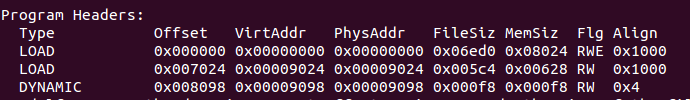 Program Headers:
Type Offset VirtAddr PhysAddr FileSiz MemSiz Flg Align
LOAD 0x000000 0x00000000 0x00000000 0x06ed0 0x08024 RWE 0x1000
LOAD 0x007024 0x00009024 0x00009024 0x005c4 0x00628 RW 0x1000
DYNAMIC 0x008098 0x00009098 0x00009098 0x000f8 0x000f8 RW 0x4